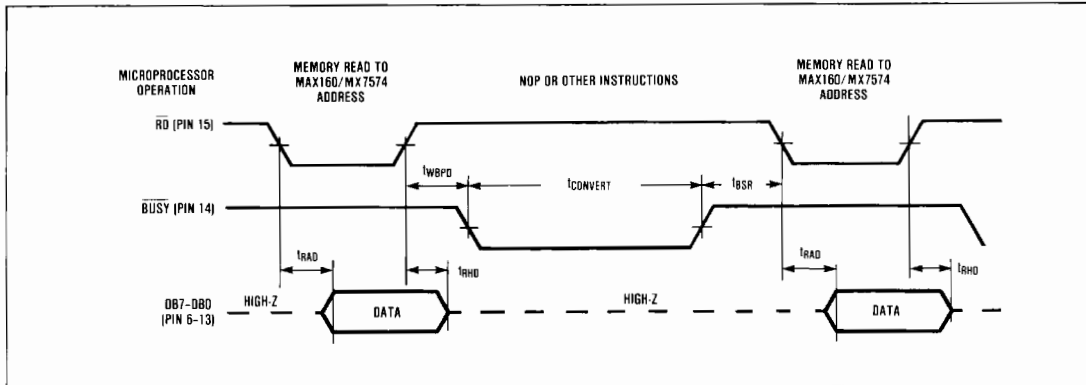 MICROPROCESSOR
OPERATION
MEMORY READ TO
MAX160/MX7574
ADDRESS
NOP OR OTHER INSTRUCTIONS
MEMORY READ TO
MAX160/MX7574
ADDRESS
RD (PIN 15)
tWBPD
tCONVERT
tBSR
BUSY (PIN 14)
tRAD
tRHD
tRAD
tRHD
DB7-DB0
(PIN 6-13)
HIGH-Z
DATA
HIGH-Z
DATA